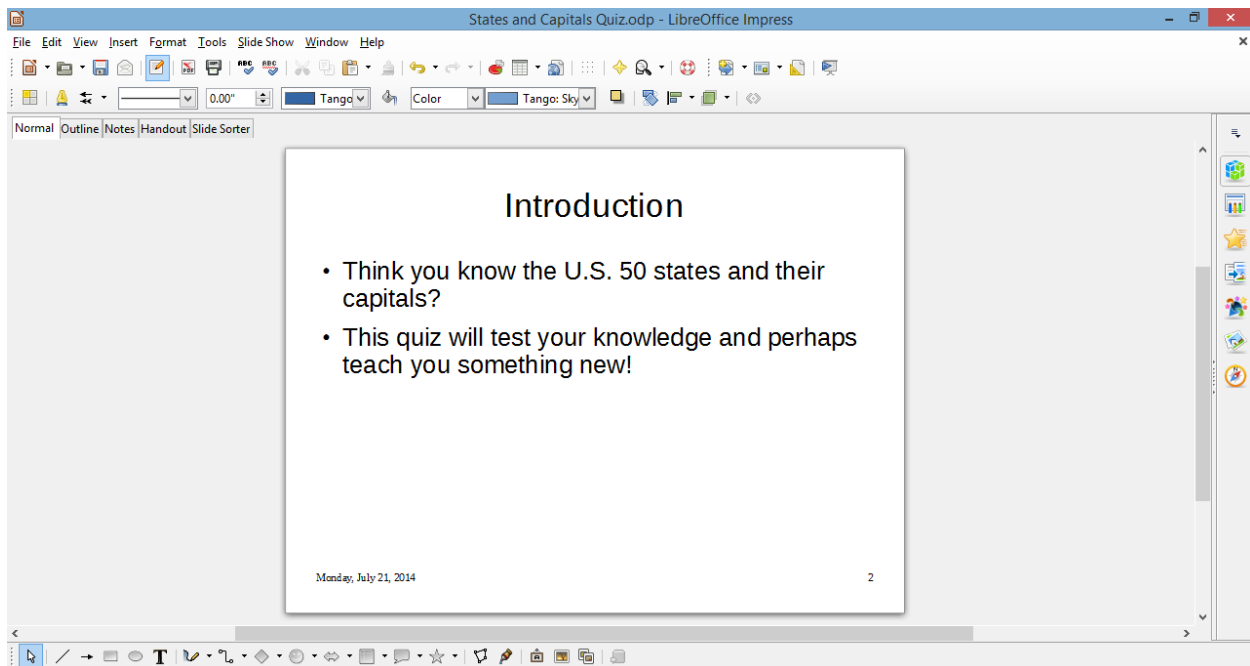 States and Capitals Quiz.odp - LibreOffice Impress
File Edit View Insert Format Tools Slide Show Window Help
0.00" Tango Color Tango: Sky
Normal Outline Notes Handout Slide Sorter
Introduction
• Think you know the U.S. 50 states and their
capitals?
• This quiz will test your knowledge and perhaps
teach you something new!
Monday, July 21, 2014 2